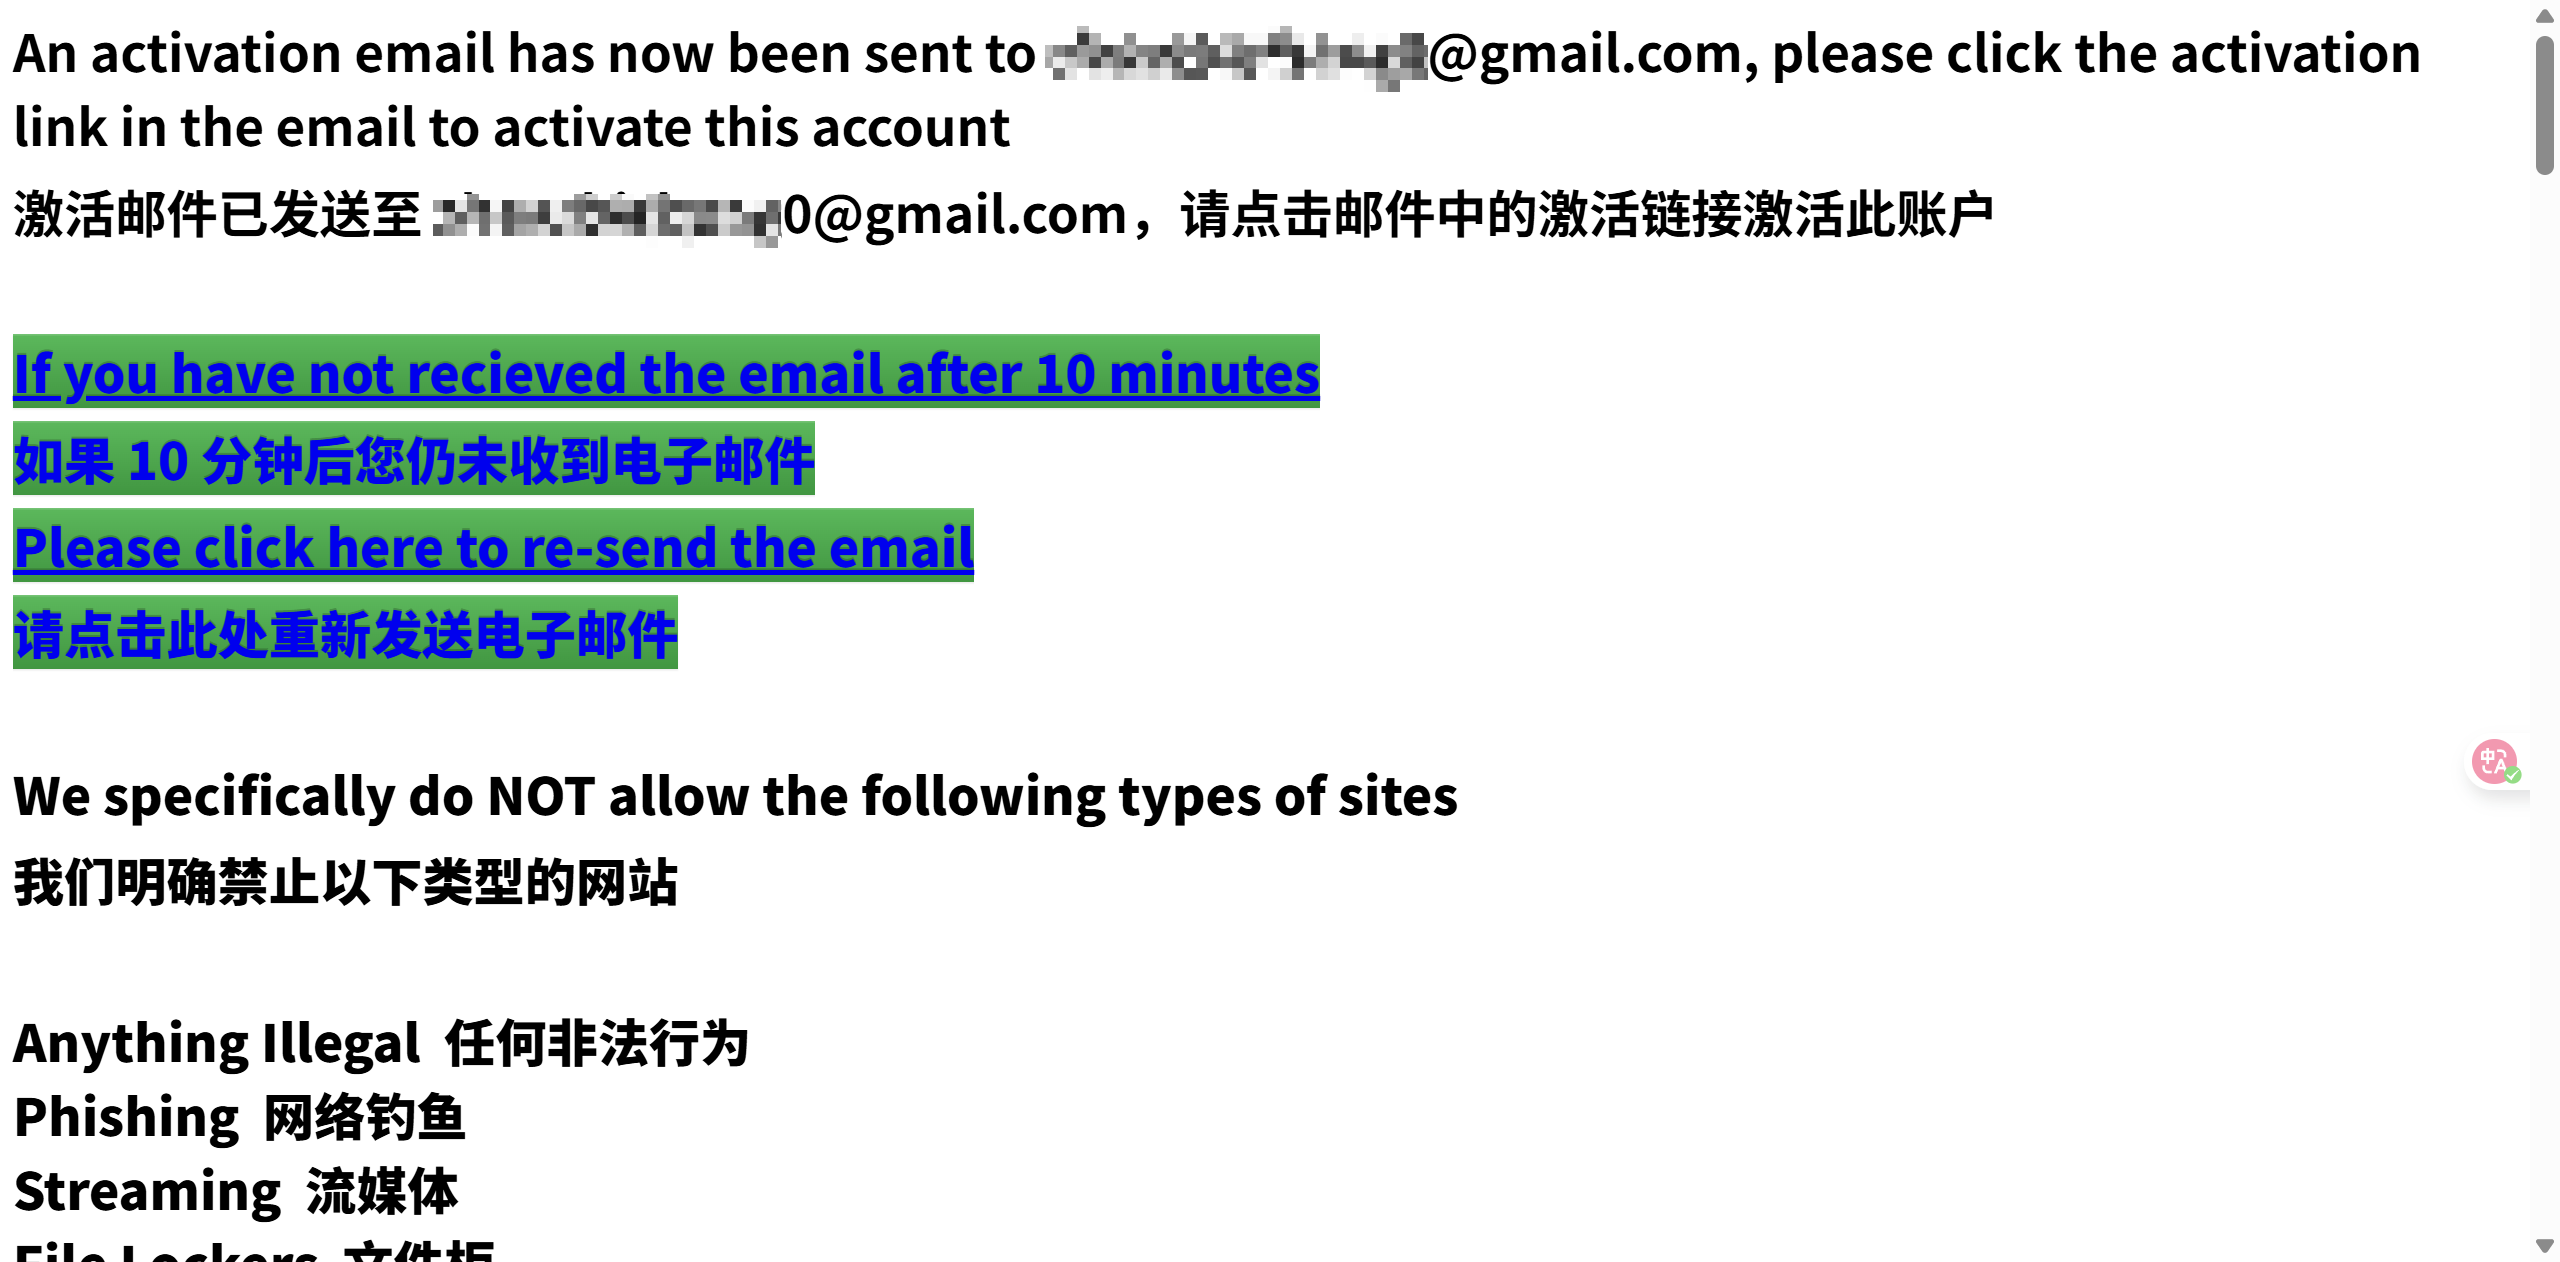 An activation email has now been sent to @gmail.com, please click the activation
link in the email to activate this account
激活邮件已发送至 0@gmail.com，请点击邮件中的激活链接激活此账户
If you have not recieved the email after 10 minutes
如果 10 分钟后您仍未收到电子邮件
Please click here to re-send the email
请点击此处重新发送电子邮件
We specifically do NOT allow the following types of sites
我们明确禁止以下类型的网站
Anything Illegal 任何非法行为
Phishing 网络钓鱼
Streaming 流媒体
File Lockers 文件柜